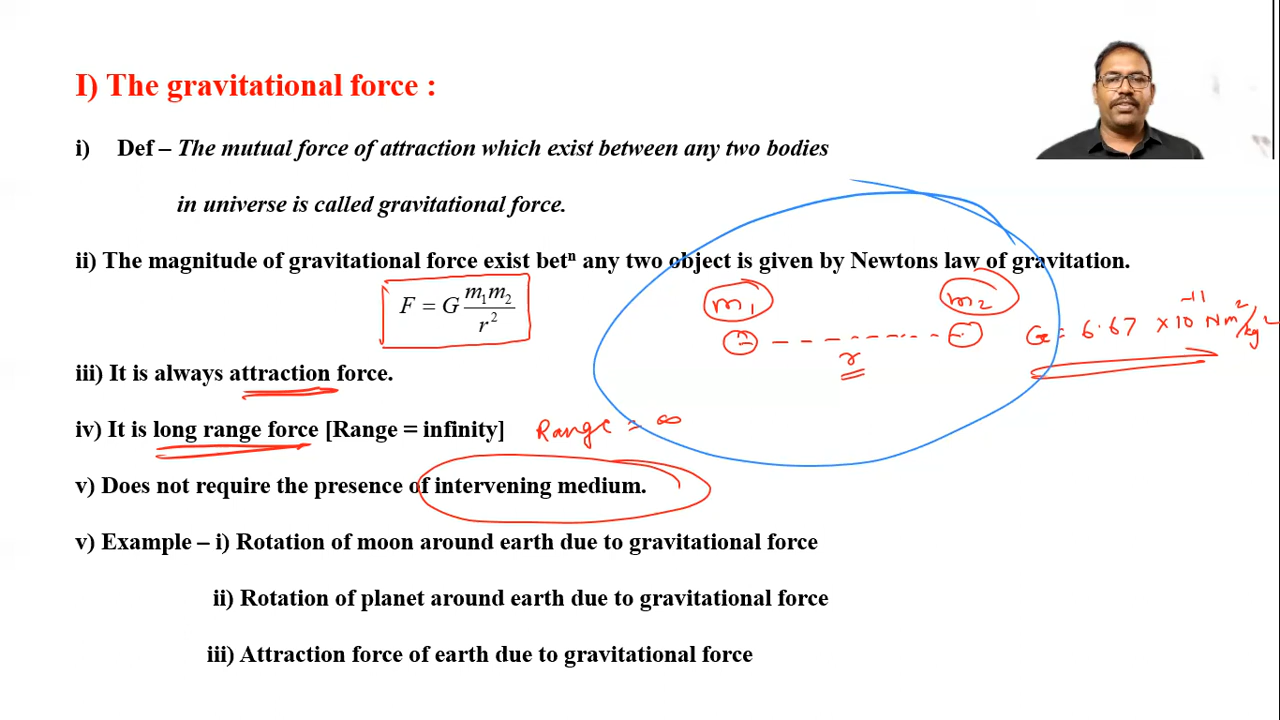 I) The gravitational force :
i) Def – The mutual force of attraction which exist between any two bodies
in universe is called gravitational force.
ii) The magnitude of gravitational force exist betⁿ any two object is given by Newtons law of gravitation.
F = G m₁m₂ / r²
m₁ m₂
r
G = 6.67 × 10⁻¹¹ Nm²/kg²
iii) It is always attraction force.
iv) It is long range force [Range = infinity] Range = ∞
v) Does not require the presence of intervening medium.
v) Example – i) Rotation of moon around earth due to gravitational force
ii) Rotation of planet around earth due to gravitational force
iii) Attraction force of earth due to gravitational force